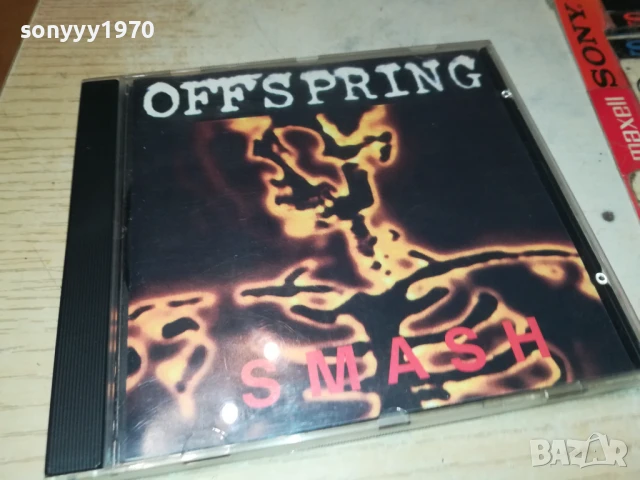 sonyyy1970
OFFSPRING
SMASH
SONY
maxell
BAZAR